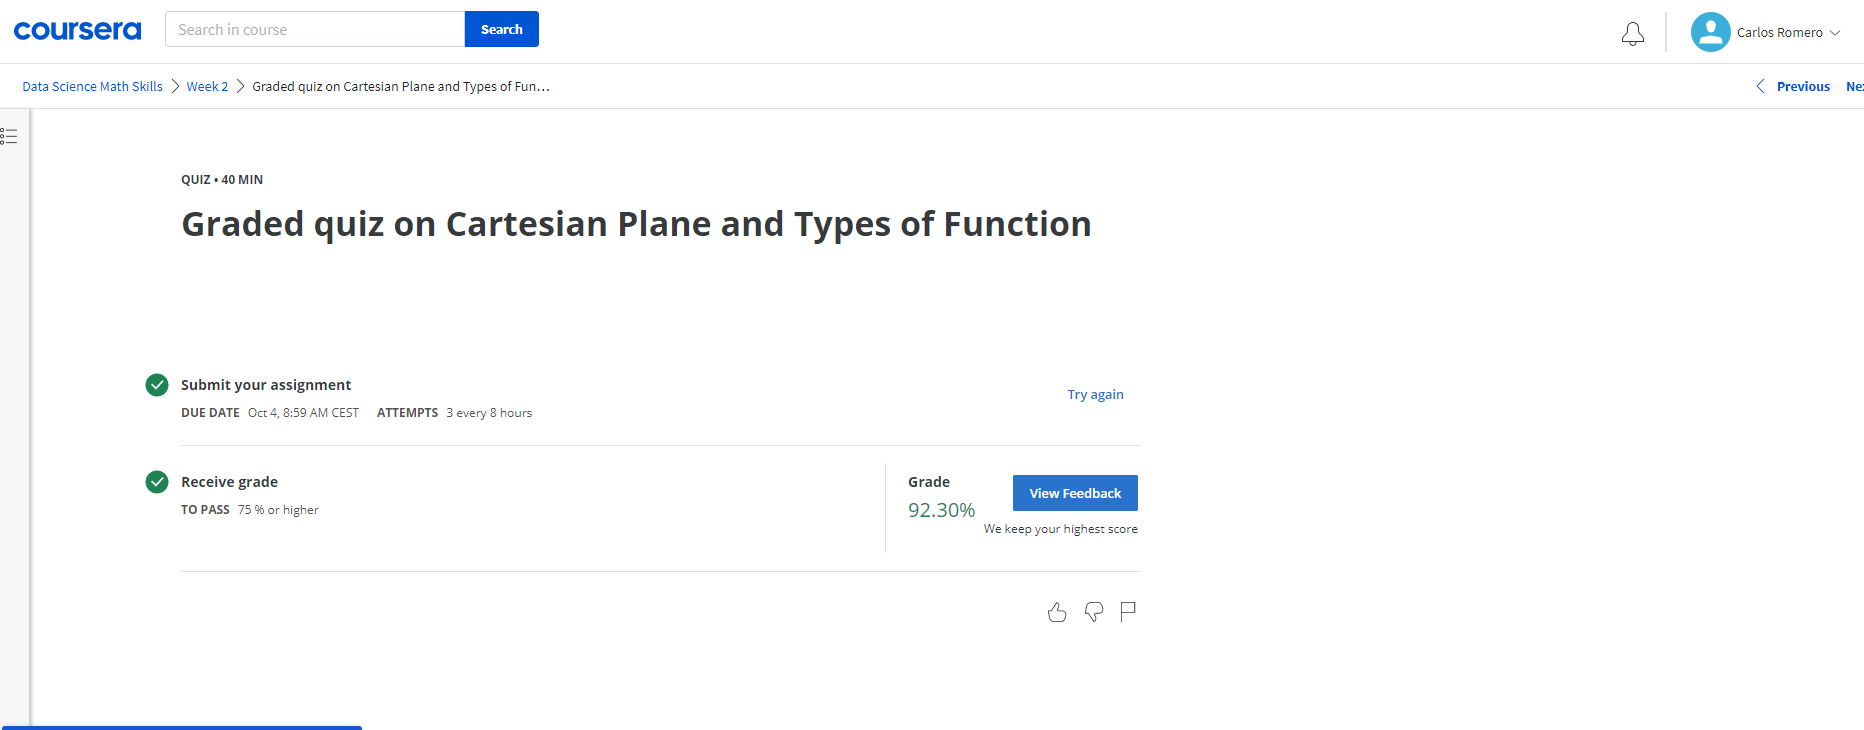 coursera
Search in course
Search
Carlos Romero
Data Science Math Skills
Week 2
Graded quiz on Cartesian Plane and Types of Fun...
Previous
Nex
QUIZ • 40 MIN
Graded quiz on Cartesian Plane and Types of Function
Submit your assignment
Try again
DUE DATE Oct 4, 8:59 AM CEST ATTEMPTS 3 every 8 hours
Receive grade
TO PASS 75 % or higher
Grade
92.30%
View Feedback
We keep your highest score